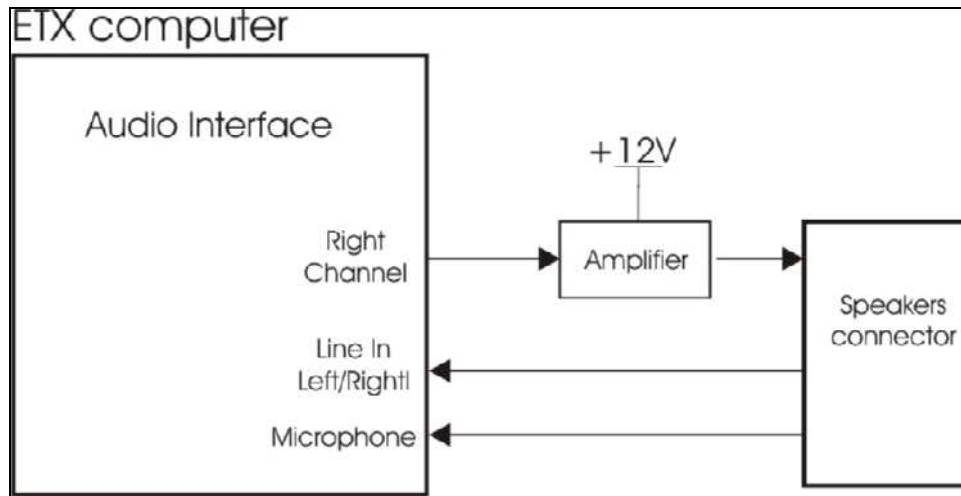 ETX computer
Audio Interface
+12V
Right
Channel
Amplifier
Speakers
connector
Line In
Left/Rightl
Microphone